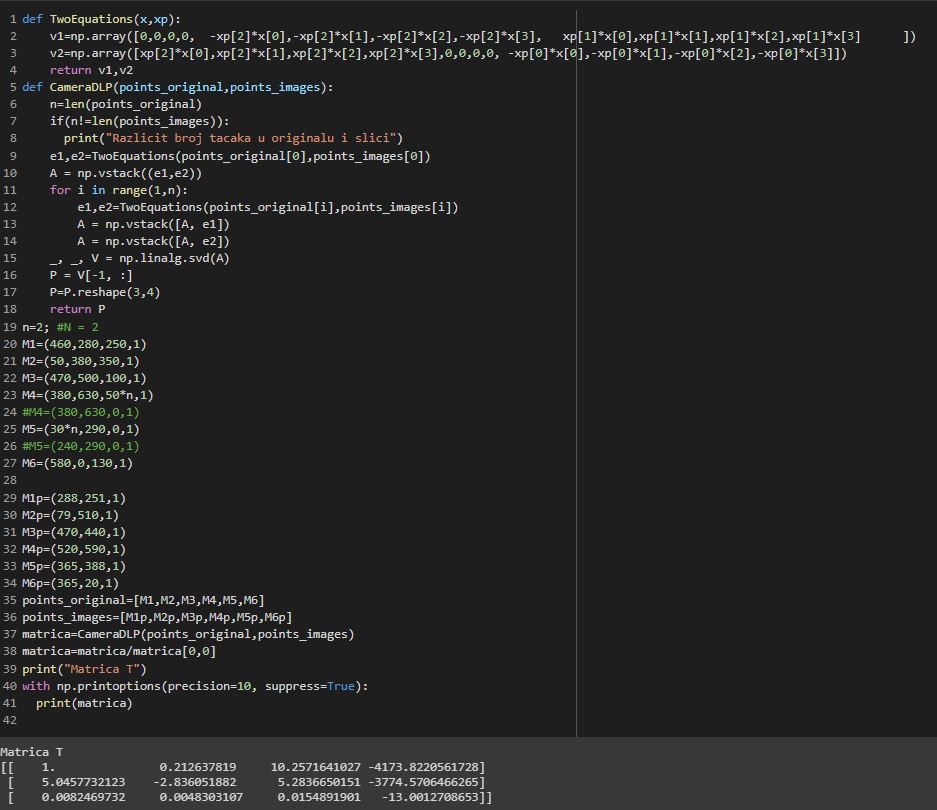 1 def TwoEquations(x,xp):
2     v1=np.array([0,0,0,0,  -xp[2]*x[0],-xp[2]*x[1],-xp[2]*x[2],-xp[2]*x[3],   xp[1]*x[0],xp[1]*x[1],xp[1]*x[2],xp[1]*x[3]      ])
3     v2=np.array([xp[2]*x[0],xp[2]*x[1],xp[2]*x[2],xp[2]*x[3],0,0,0,0, -xp[0]*x[0],-xp[0]*x[1],-xp[0]*x[2],-xp[0]*x[3]])
4     return v1,v2
5 def CameraDLP(points_original,points_images):
6     n=len(points_original)
7     if(n!=len(points_images)):
8       print("Razlicit broj tacaka u originalu i slici")
9     e1,e2=TwoEquations(points_original[0],points_images[0])
10     A = np.vstack((e1,e2))
11     for i in range(1,n):
12         e1,e2=TwoEquations(points_original[i],points_images[i])
13         A = np.vstack([A, e1])
14         A = np.vstack([A, e2])
15     _, _, V = np.linalg.svd(A)
16     P = V[-1, :]
17     P=P.reshape(3,4)
18     return P
19 n=2; #N = 2
20 M1=(460,280,250,1)
21 M2=(50,380,350,1)
22 M3=(470,500,100,1)
23 M4=(380,630,50*n,1)
24 #M4=(380,630,0,1)
25 M5=(30*n,290,0,1)
26 #M5=(240,290,0,1)
27 M6=(580,0,130,1)
28
29 M1p=(288,251,1)
30 M2p=(79,510,1)
31 M3p=(470,440,1)
32 M4p=(520,590,1)
33 M5p=(365,388,1)
34 M6p=(365,20,1)
35 points_original=[M1,M2,M3,M4,M5,M6]
36 points_images=[M1p,M2p,M3p,M4p,M5p,M6p]
37 matrica=CameraDLP(points_original,points_images)
38 matrica=matrica/matrica[0,0]
39 print("Matrica T")
40 with np.printoptions(precision=10, suppress=True):
41   print(matrica)
42
Matrica T
[[    1.               0.212637819     10.2571641027 -4173.8220561728]
 [    5.0457732123    -2.836051882      5.2836650151 -3774.5706466265]
 [    0.0082469732     0.0048303107     0.0154891901   -13.0012708653]]